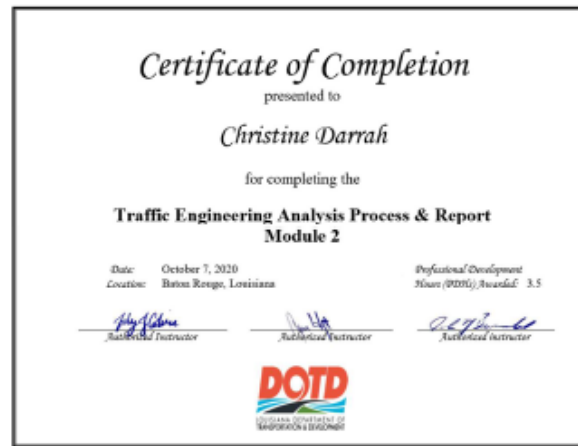 Certificate of Completion
presented to
Christine Darrah
for completing the
Traffic Engineering Analysis Process & Report
Module 2
Date: October 7, 2020
Location: Baton Rouge, Louisiana
Professional Development
Hours (PDHs) Awarded: 3.5
Authorized Instructor
Authorized Instructor
Authorized Instructor
DOTD
LOUISIANA DEPARTMENT OF
TRANSPORTATION & DEVELOPMENT